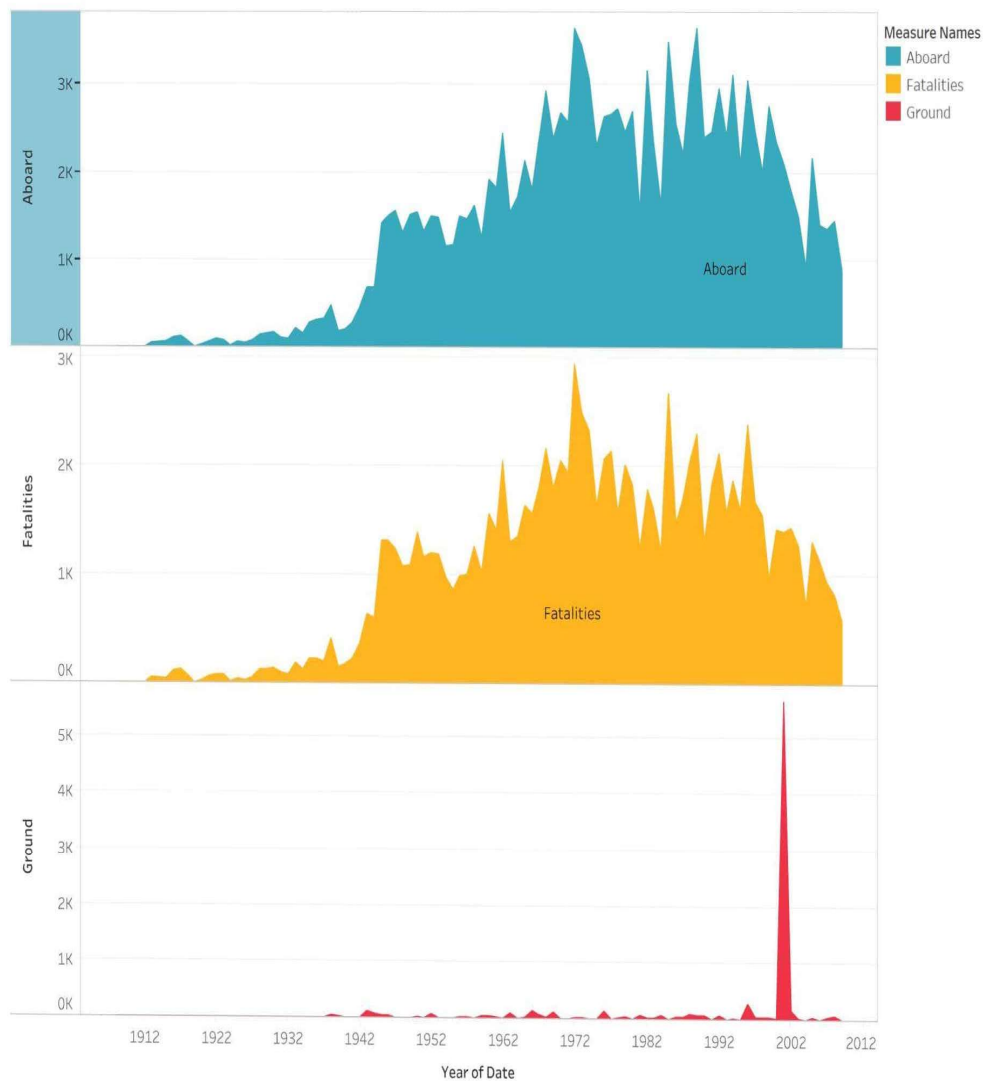 Measure Names
Aboard
Fatalities
Ground
Aboard
3K
2K
1K
0K
Aboard
Fatalities
3K
2K
1K
0K
Fatalities
Ground
5K
4K
3K
2K
1K
0K
1912 1922 1932 1942 1952 1962 1972 1982 1992 2002 2012
Year of Date